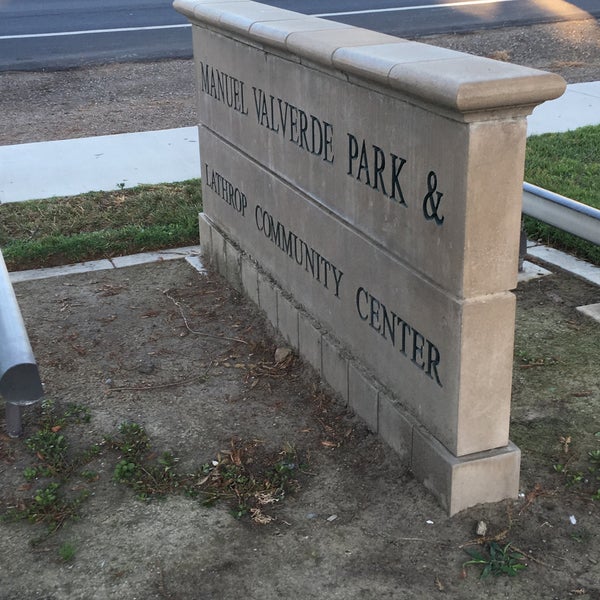 MANUEL VALVERDE PARK &
LATHROP COMMUNITY CENTER